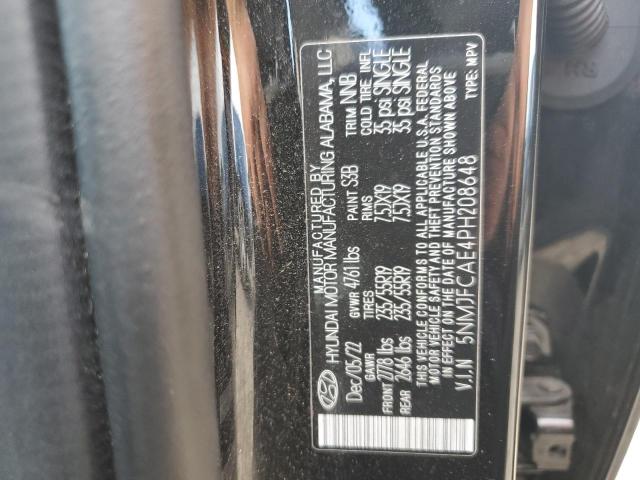 MANUFACTURED BY
HYUNDAI MOTOR MANUFACTURING ALABAMA, LLC
Dec/05/22 GVWR 4761 lbs PAINT S3B TRIM NNB
GAWR TIRES RIMS COLD TIRE INFL
FRONT 2778 lbs 235/55R19 7.5JX19 35 psi SINGLE
REAR 2646 lbs 235/55R19 7.5JX19 35 psi SINGLE
THIS VEHICLE CONFORMS TO ALL APPLICABLE U.S.A. FEDERAL
MOTOR VEHICLE SAFETY AND THEFT PREVENTION STANDARDS
IN EFFECT ON THE DATE OF MANUFACTURE SHOWN ABOVE
V.I.N 5NMJFCAE4PH208648 TYPE: MPV